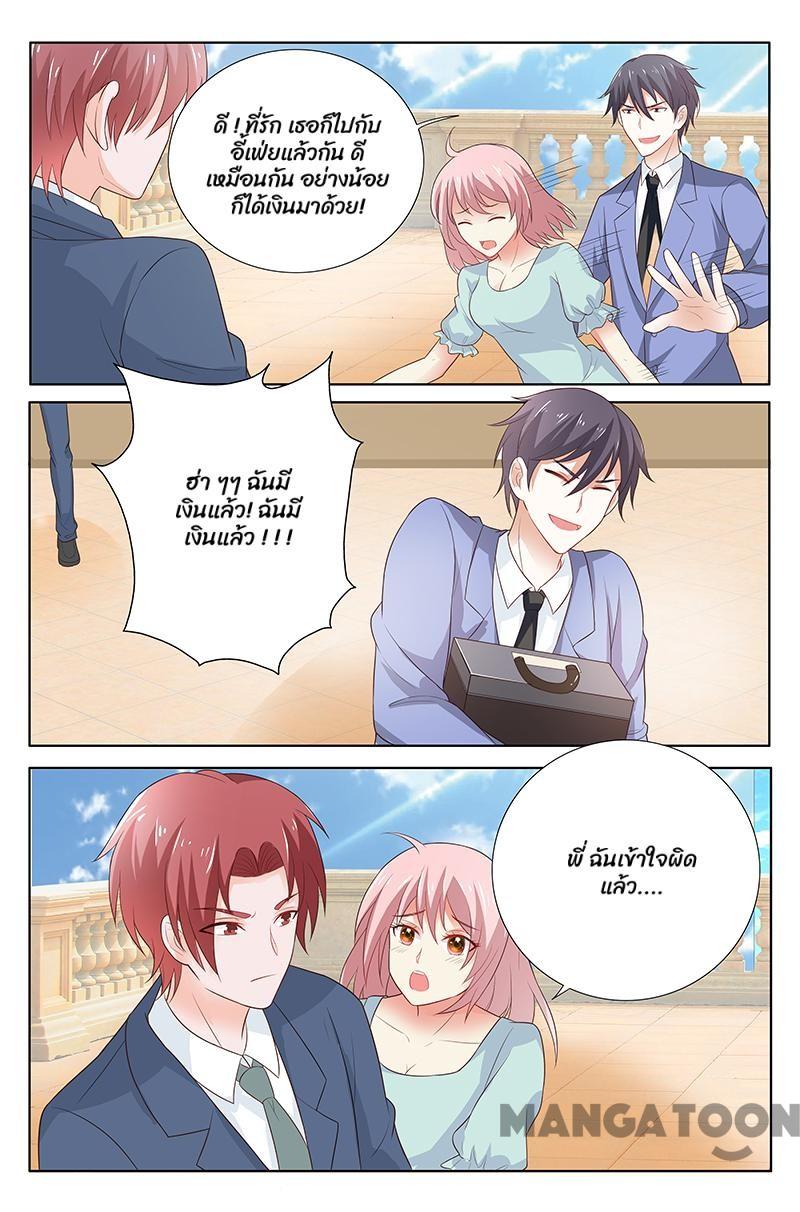 ดี ! ที่รัก เธอก็ไปกับ
อี้เฟ่ยแล้วกัน ดี
เหมือนกัน อย่างน้อย
ก็ได้เงินมาด้วย!
ฮ่า ๆๆ ฉันมี
เงินแล้ว! ฉันมี
เงินแล้ว ! ! !
พี่ ฉันเข้าใจผิด
แล้ว....
MANGATOON